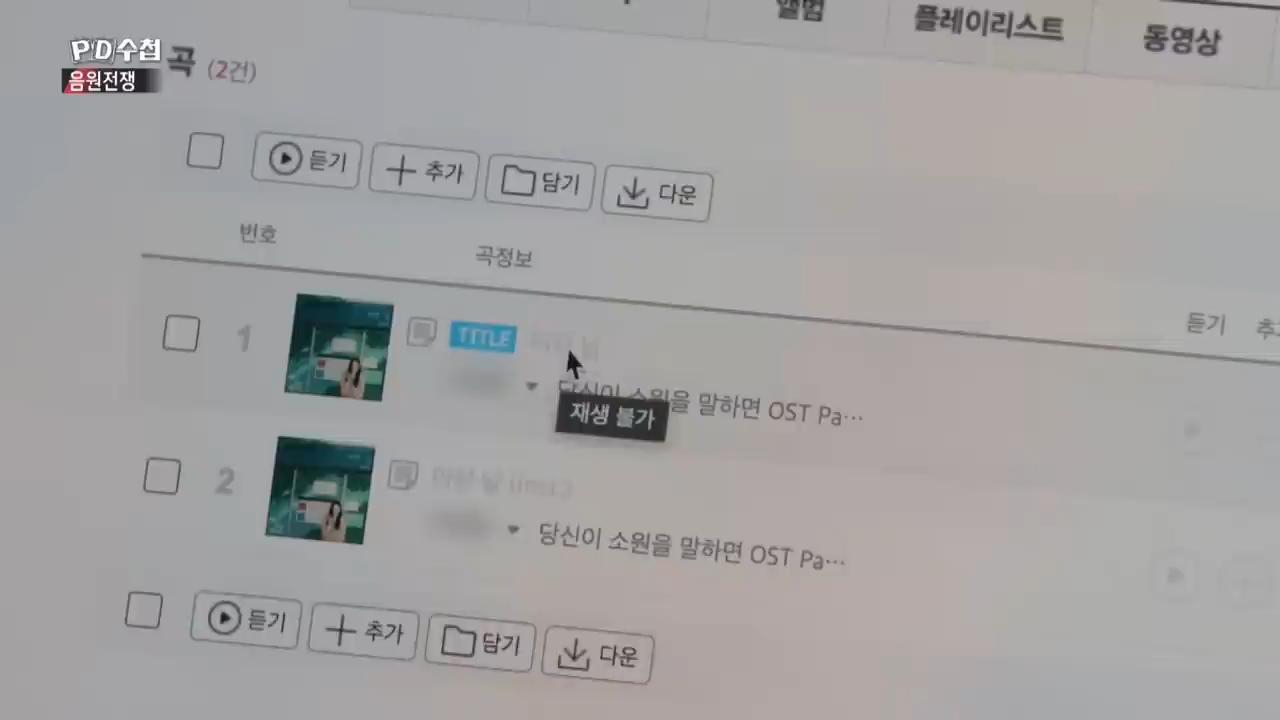 앨범 플레이리스트 동영상
PD수첩
음원전쟁
곡 (2건)
듣기 추가 담기 다운
번호 곡정보 듣기
1 TITLE
당신이 소원을 말하면 OST Pa…
재생 불가
2
당신이 소원을 말하면 OST Pa…
듣기 추가 담기 다운